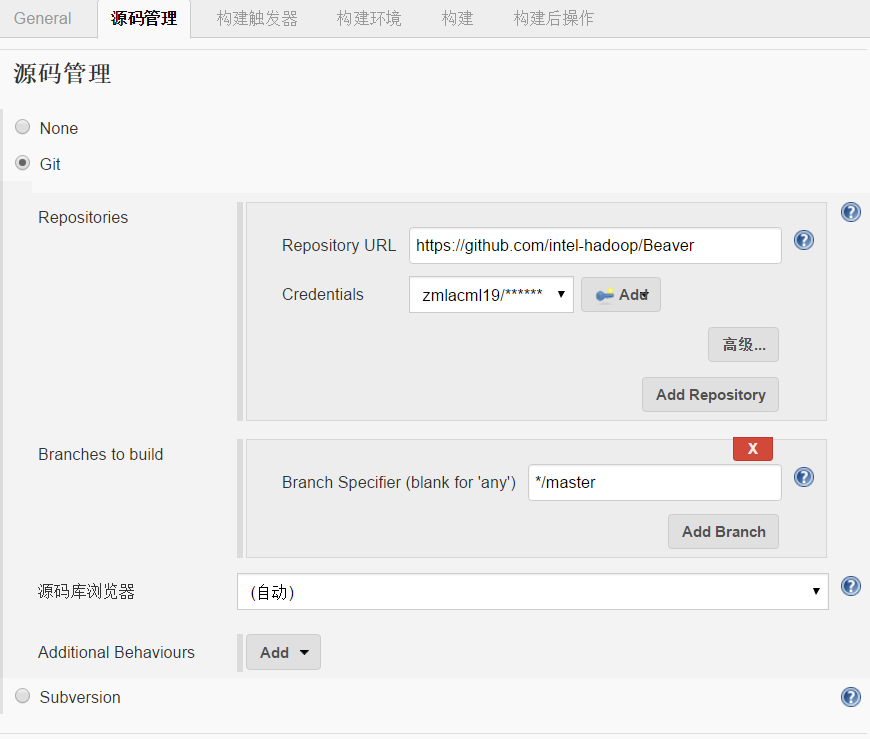 General 源码管理 构建触发器 构建环境 构建 构建后操作
源码管理
None
Git
Repositories
Repository URL https://github.com/intel-hadoop/Beaver
Credentials zmlacml19/****** Add
高级...
Add Repository
Branches to build
X
Branch Specifier (blank for 'any') */master
Add Branch
源码库浏览器 (自动)
Additional Behaviours Add
Subversion